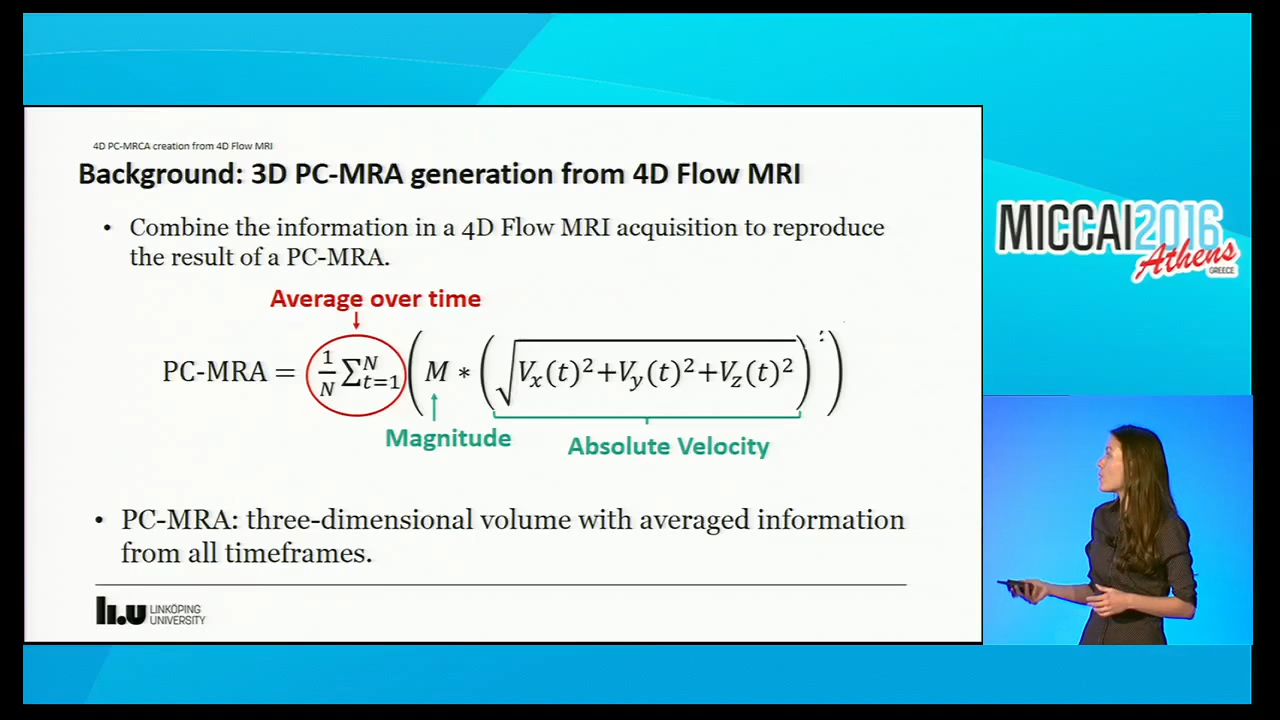 4D PC-MRCA creation from 4D Flow MRI
Background: 3D PC-MRA generation from 4D Flow MRI
• Combine the information in a 4D Flow MRI acquisition to reproduce
the result of a PC-MRA.
Average over time
PC-MRA = 1/N ∑_{t=1}^{N} ( M * ( √(V_x(t)² + V_y(t)² + V_z(t)²) ) )
Magnitude
Absolute Velocity
• PC-MRA: three-dimensional volume with averaged information
from all timeframes.
li.u LINKÖPING
UNIVERSITY
MICCAI2016
Athens
GREECE